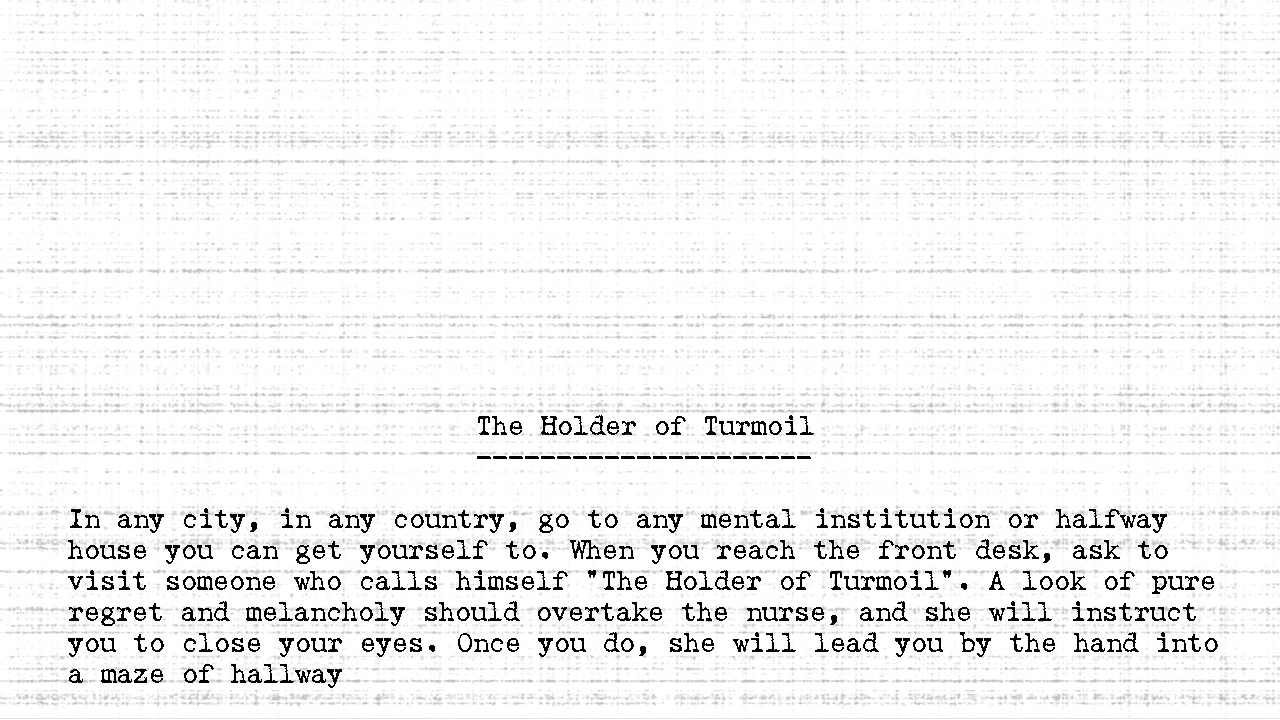 The Holder of Turmoil
---------------------
In any city, in any country, go to any mental institution or halfway
house you can get yourself to. When you reach the front desk, ask to
visit someone who calls himself "The Holder of Turmoil". A look of pure
regret and melancholy should overtake the nurse, and she will instruct
you to close your eyes. Once you do, she will lead you by the hand into
a maze of hallway